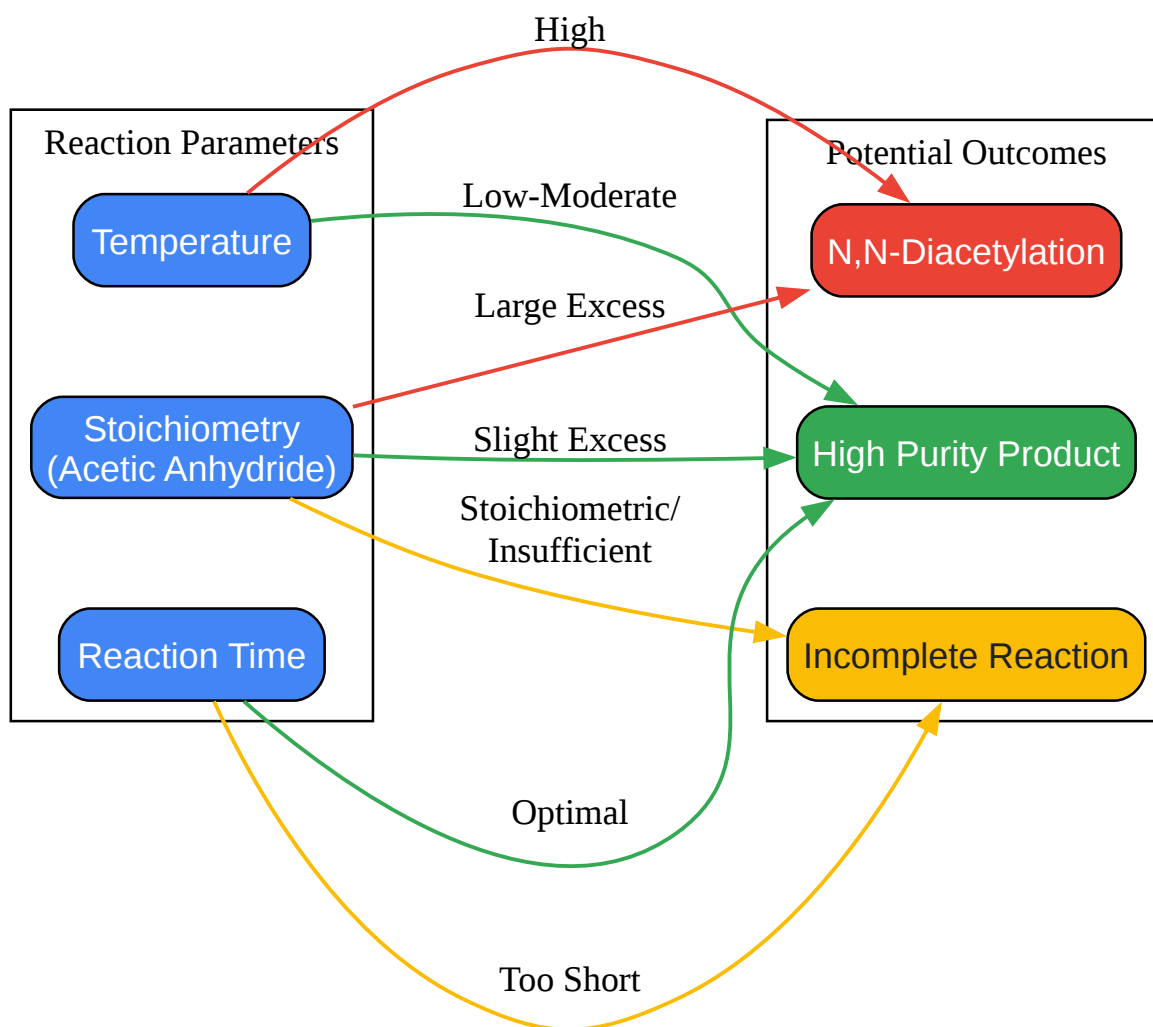 High
Reaction Parameters
Potential Outcomes
Low-Moderate
Temperature
N,N-Diacetylation
Large Excess
Stoichiometry
(Acetic Anhydride)
Slight Excess
High Purity Product
Stoichiometric/
Insufficient
Reaction Time
Incomplete Reaction
Optimal
Too Short